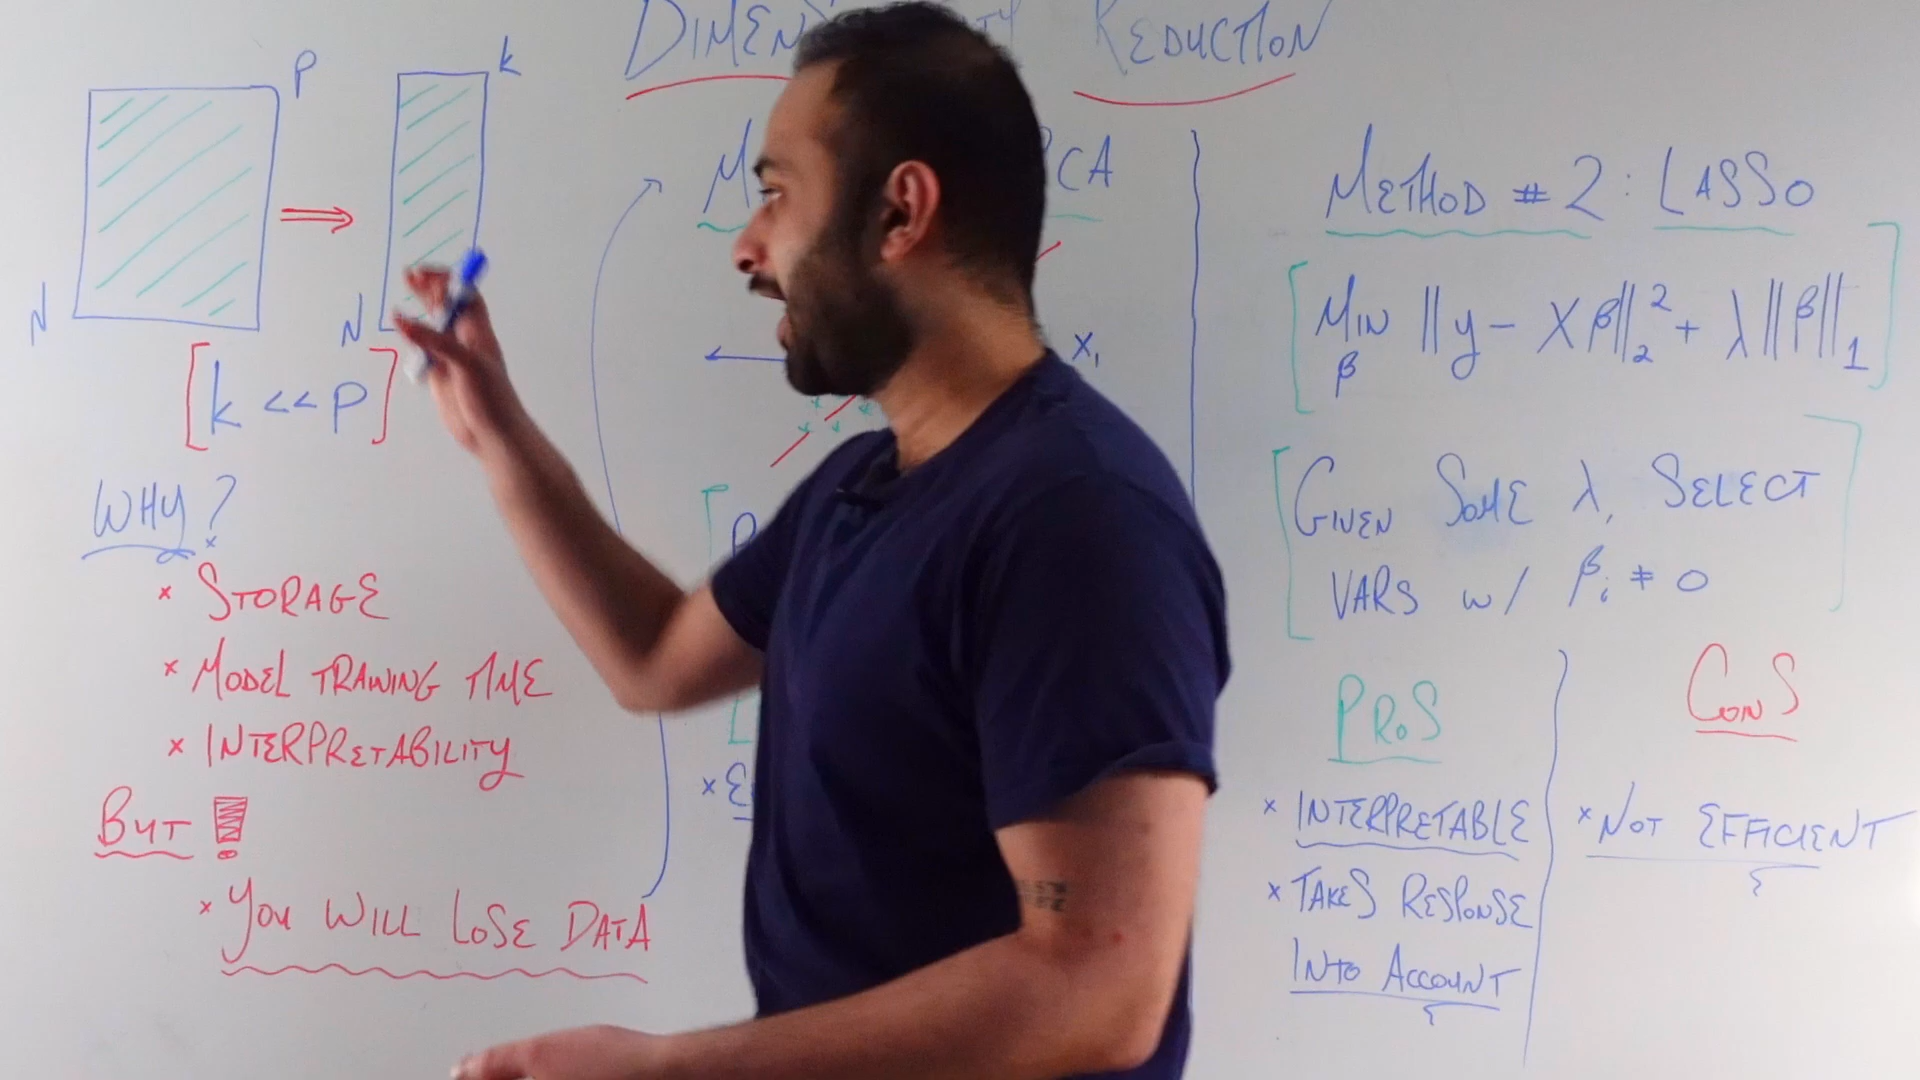 REDUCTION
P
k
N
N
[k << P]
WHY?
× STORAGE
× MODEL TRAINING TIME
× INTERPRETABILITY
BUT!
× YOU WILL LOSE DATA
PCA
X₁
METHOD #2: LASSO
MIN ||y - Xβ||₂² + λ||β||₁
β
GIVEN SOME λ, SELECT
VARS w/ βᵢ ≠ 0
PROS
× INTERPRETABLE
× TAKES RESPONSE
INTO ACCOUNT
CONS
× NOT EFFICIENT